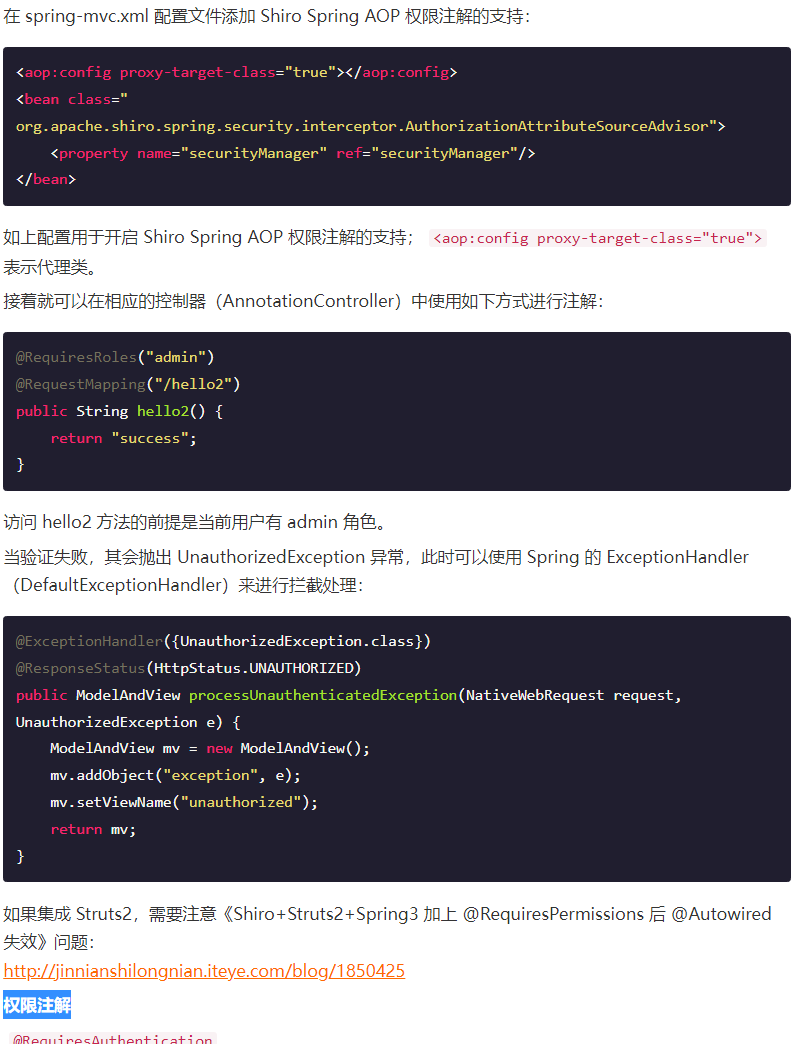 在 spring-mvc.xml 配置文件添加 Shiro Spring AOP 权限注解的支持：
<aop:config proxy-target-class="true"></aop:config>
<bean class="
org.apache.shiro.spring.security.interceptor.AuthorizationAttributeSourceAdvisor">
    <property name="securityManager" ref="securityManager"/>
</bean>
如上配置用于开启 Shiro Spring AOP 权限注解的支持； <aop:config proxy-target-class="true">
表示代理类。
接着就可以在相应的控制器（AnnotationController）中使用如下方式进行注解：
@RequiresRoles("admin")
@RequestMapping("/hello2")
public String hello2() {
    return "success";
}
访问 hello2 方法的前提是当前用户有 admin 角色。
当验证失败，其会抛出 UnauthorizedException 异常，此时可以使用 Spring 的 ExceptionHandler
（DefaultExceptionHandler）来进行拦截处理：
@ExceptionHandler({UnauthorizedException.class})
@ResponseStatus(HttpStatus.UNAUTHORIZED)
public ModelAndView processUnauthenticatedException(NativeWebRequest request,
UnauthorizedException e) {
    ModelAndView mv = new ModelAndView();
    mv.addObject("exception", e);
    mv.setViewName("unauthorized");
    return mv;
}
如果集成 Struts2，需要注意《Shiro+Struts2+Spring3 加上 @RequiresPermissions 后 @Autowired
失效》问题：
http://jinnianshilongnian.iteye.com/blog/1850425
权限注解
@RequiresAuthentication